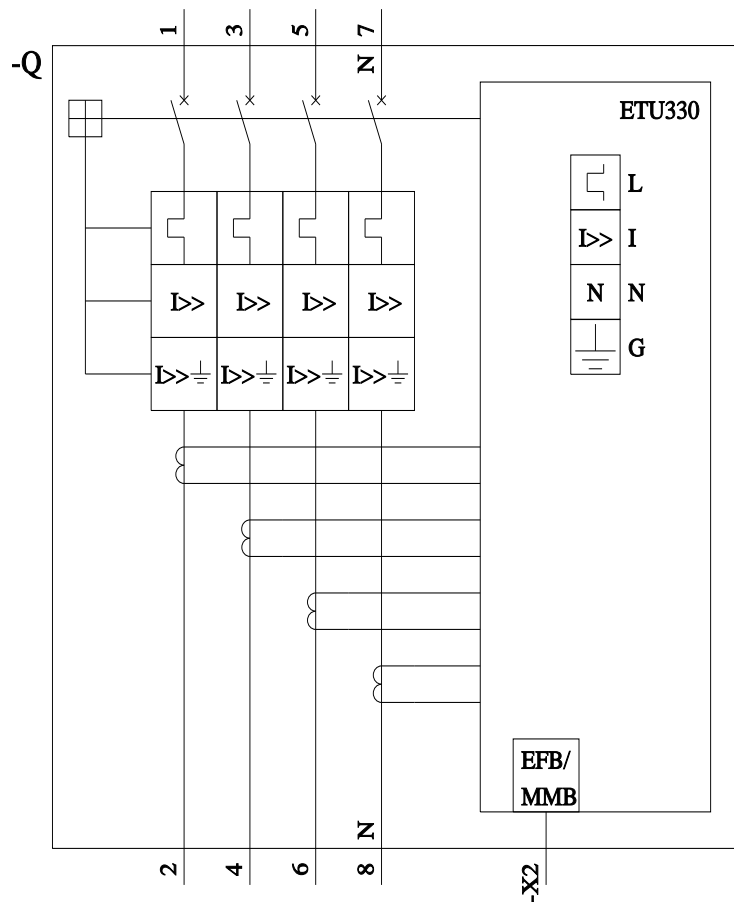 1 3 5 7
-Q
N
ETU330
L
I>> I
N N
G
I>> I>> I>> I>>
I>> I>> I>> I>>
EFB/
MMB
N
2 4 6 8
-X2